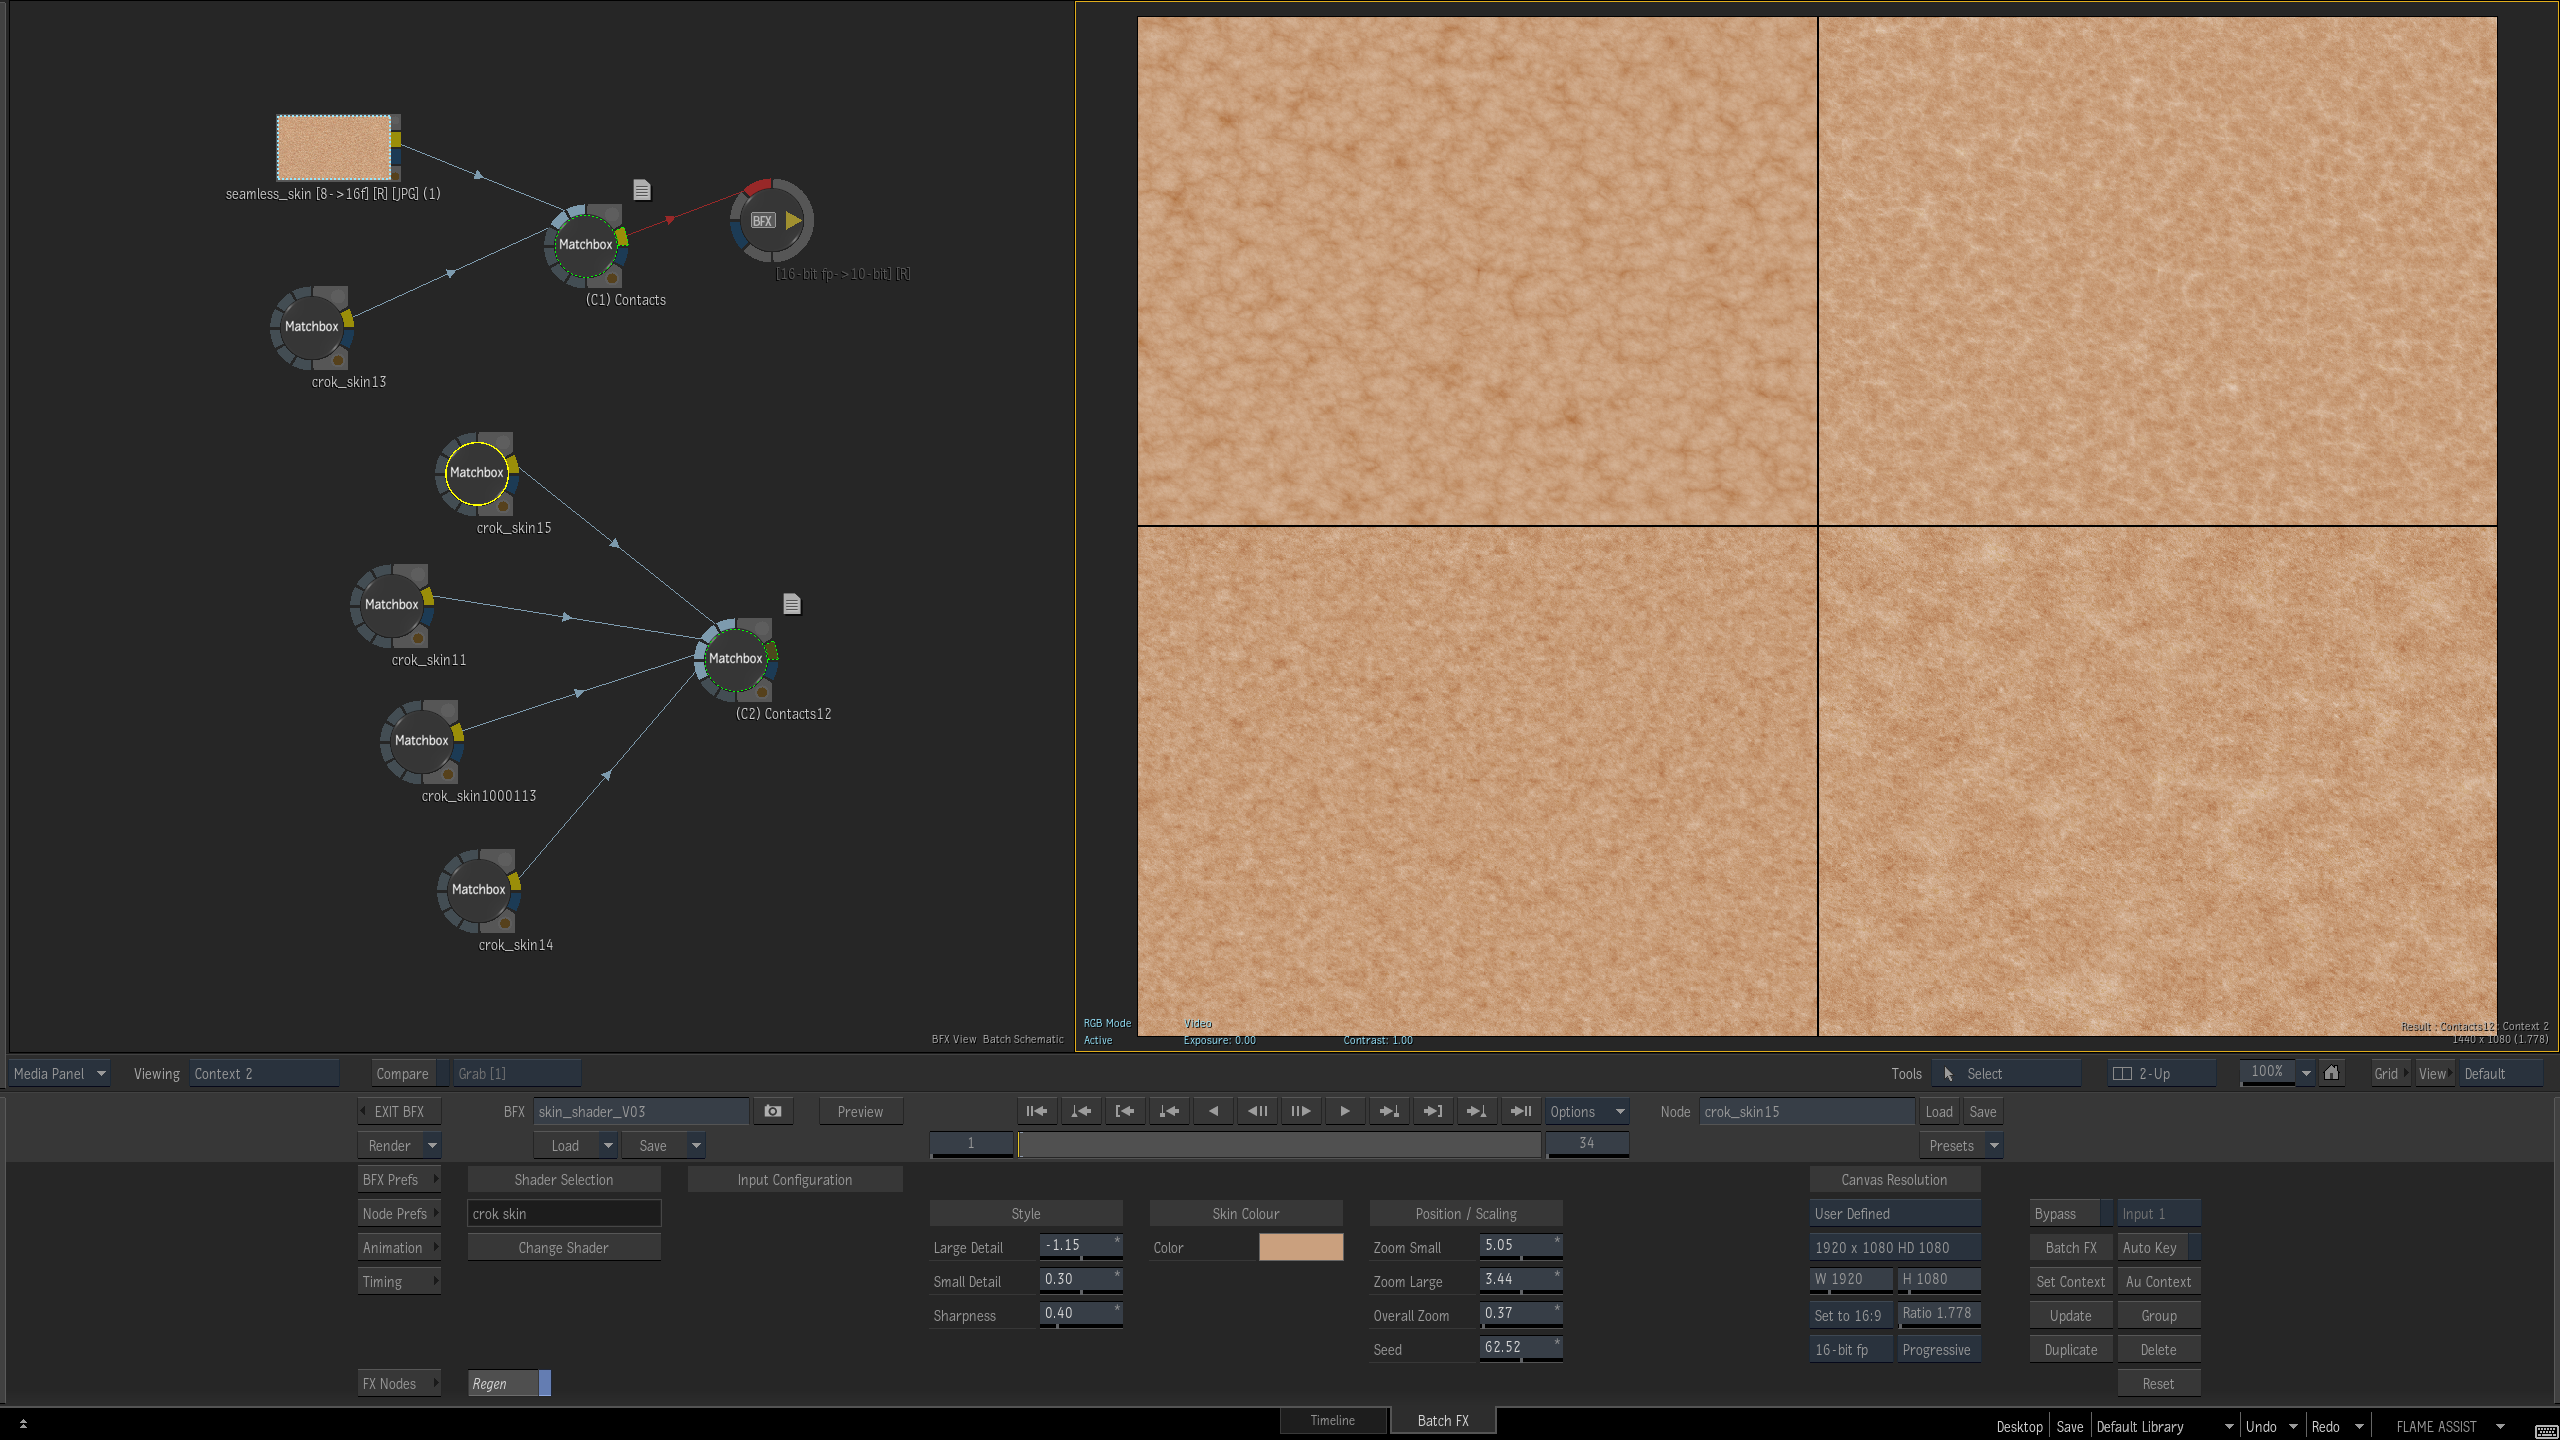 seamless_skin [8->16f] [R] [JPG] (1)
Matchbox
(C1) Contacts
BFX
[16-bit fp->10-bit] [R]
Matchbox
crok_skin13
Matchbox
crok_skin15
Matchbox
crok_skin11
Matchbox
(C2) Contacts12
Matchbox
crok_skin1000113
Matchbox
crok_skin14
BFX View Batch Schematic
RGB Mode Video
Active Exposure: 0.00 Contrast: 1.00
Result : Contacts12 : Context 2
1440 x 1080 (1.778)
Media Panel Viewing Context 2 Compare Grab [1] Tools Select 2-Up 100% Grid View Default
EXIT BFX BFX skin_shader_V03 Preview Options Node crok_skin15 Load Save
Render Load Save 1 34 Presets
BFX Prefs Shader Selection Input Configuration Canvas Resolution
Node Prefs crok skin Style Skin Colour Position / Scaling User Defined Bypass Input 1
Animation Change Shader Large Detail -1.15 * Color Zoom Small 5.05 * 1920 x 1080 HD 1080 Batch FX Auto Key
Timing Small Detail 0.30 * Zoom Large 3.44 * W 1920 H 1080 Set Context Au Context
Sharpness 0.40 * Overall Zoom 0.37 * Set to 16:9 Ratio 1.778 Update Group
Seed 62.52 * 16-bit fp Progressive Duplicate Delete
FX Nodes Regen Reset
Timeline Batch FX Desktop Save Default Library Undo Redo FLAME ASSIST